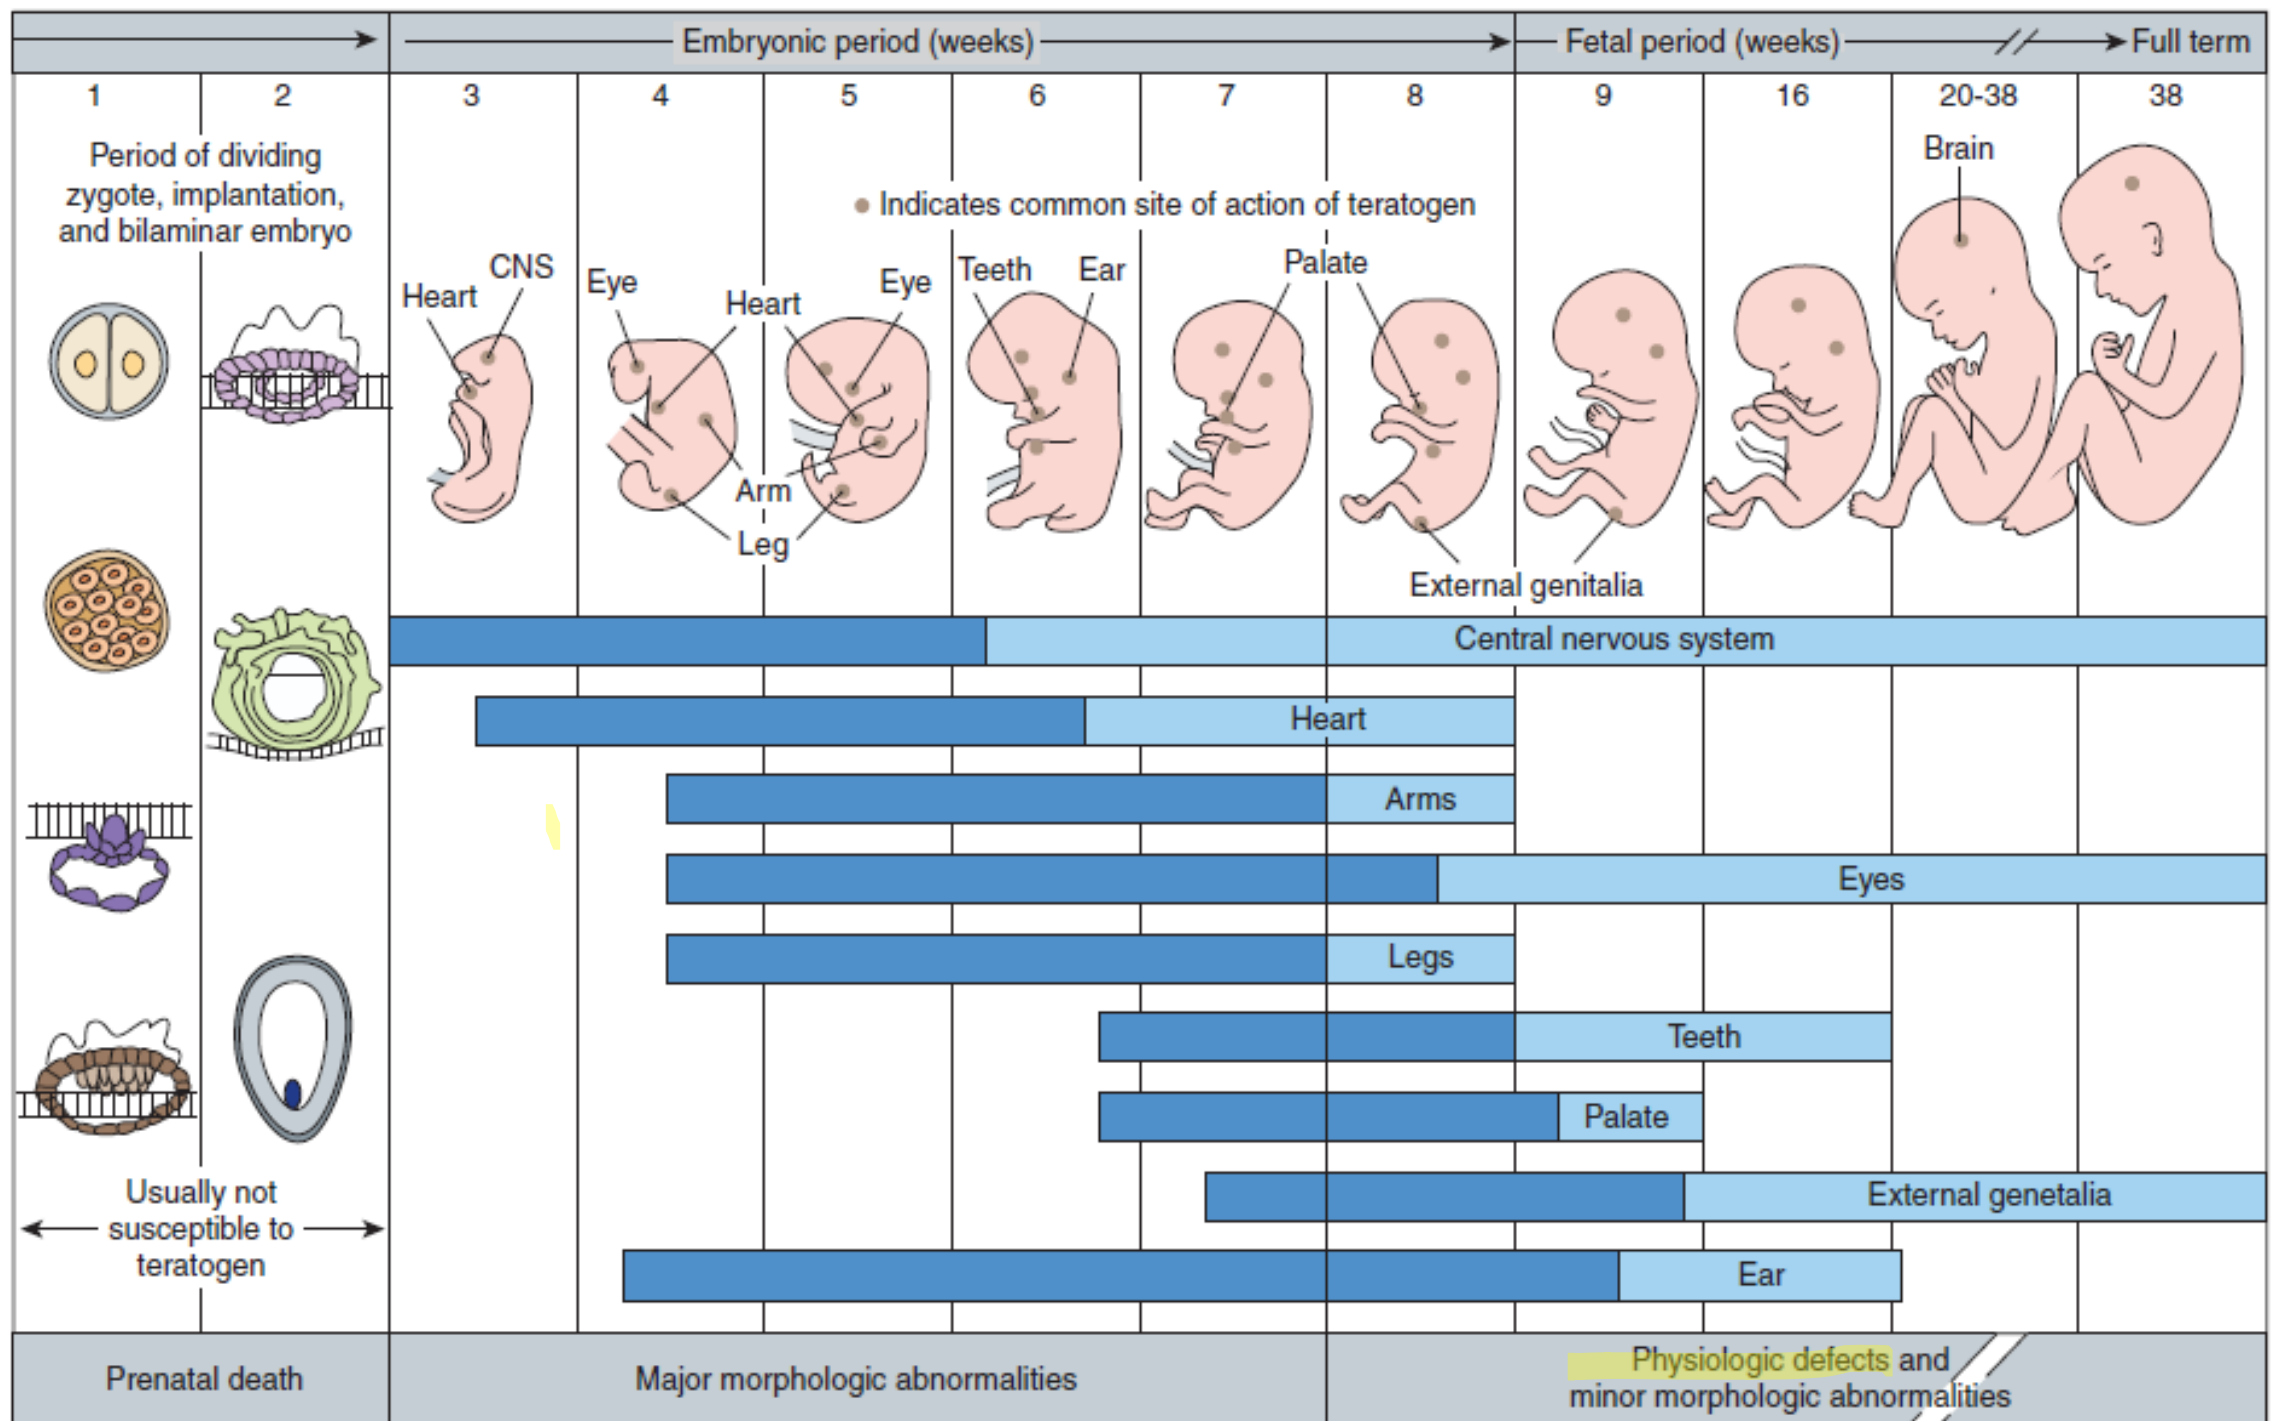 Embryonic period (weeks)
Fetal period (weeks)
Full term
1
2
3
4
5
6
7
8
9
16
20-38
38
Period of dividing
zygote, implantation,
and bilaminar embryo
Indicates common site of action of teratogen
Brain
Heart
CNS
Eye
Heart
Eye
Teeth
Ear
Palate
Arm
Leg
External genitalia
Central nervous system
Heart
Arms
Eyes
Legs
Teeth
Palate
External genetalia
Ear
Usually not
susceptible to
teratogen
Prenatal death
Major morphologic abnormalities
Physiologic defects and
minor morphologic abnormalities